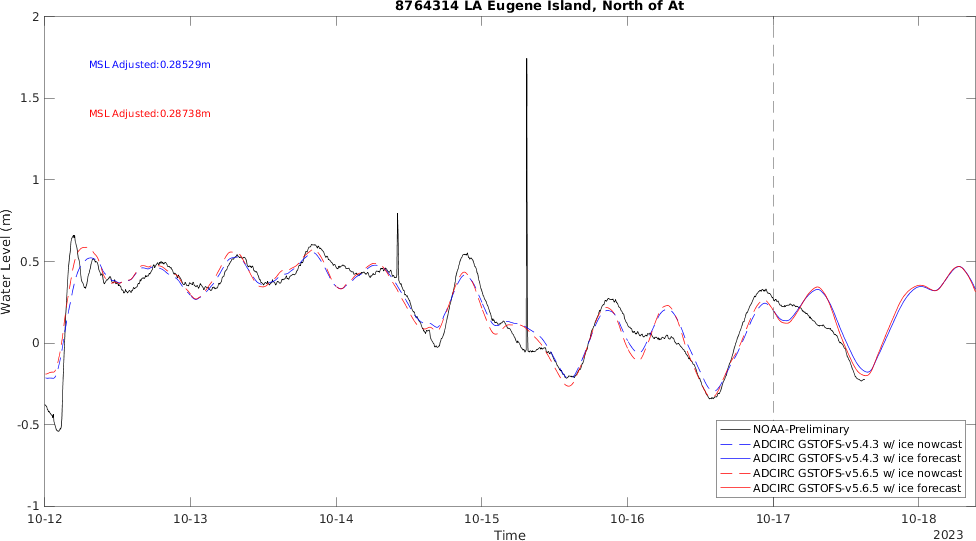 8764314 LA Eugene Island, North of At
2
1.5
1
0.5
0
-0.5
-1
Water Level (m)
MSL Adjusted:0.28529m
MSL Adjusted:0.28738m
NOAA-Preliminary
ADCIRC GSTOFS-v5.4.3 w/ ice nowcast
ADCIRC GSTOFS-v5.4.3 w/ ice forecast
ADCIRC GSTOFS-v5.6.5 w/ ice nowcast
ADCIRC GSTOFS-v5.6.5 w/ ice forecast
10-12 10-13 10-14 10-15 10-16 10-17 10-18
Time
2023